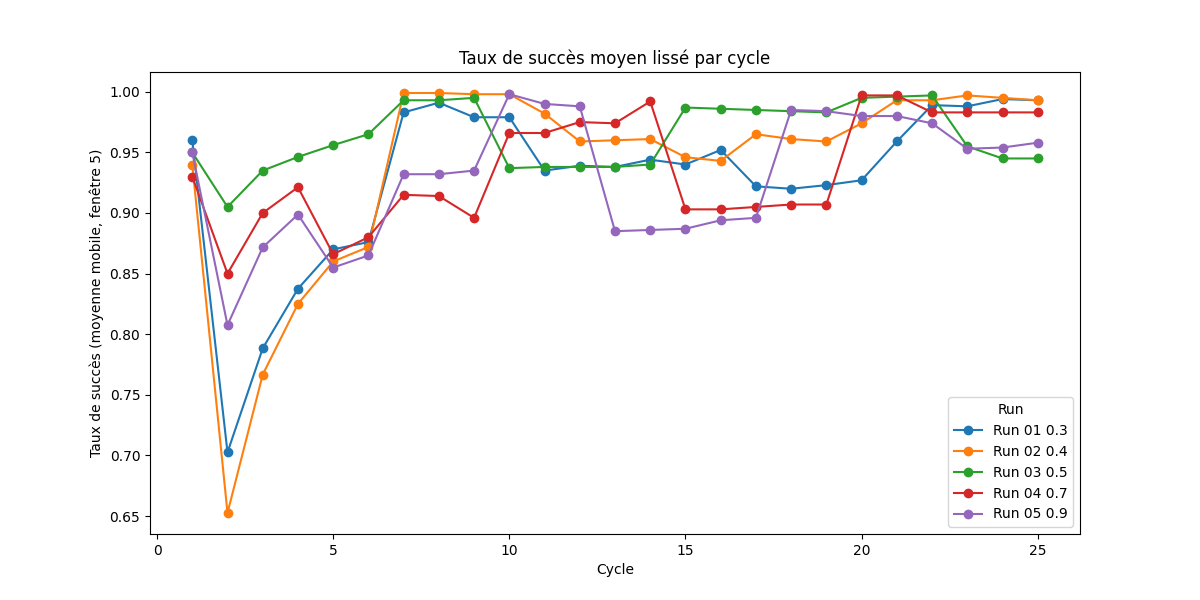 Taux de succès moyen lissé par cycle
Taux de succès (moyenne mobile, fenêtre 5)
1.00
0.95
0.90
0.85
0.80
0.75
0.70
0.65
0
5
10
15
20
25
Cycle
Run
Run 01 0.3
Run 02 0.4
Run 03 0.5
Run 04 0.7
Run 05 0.9